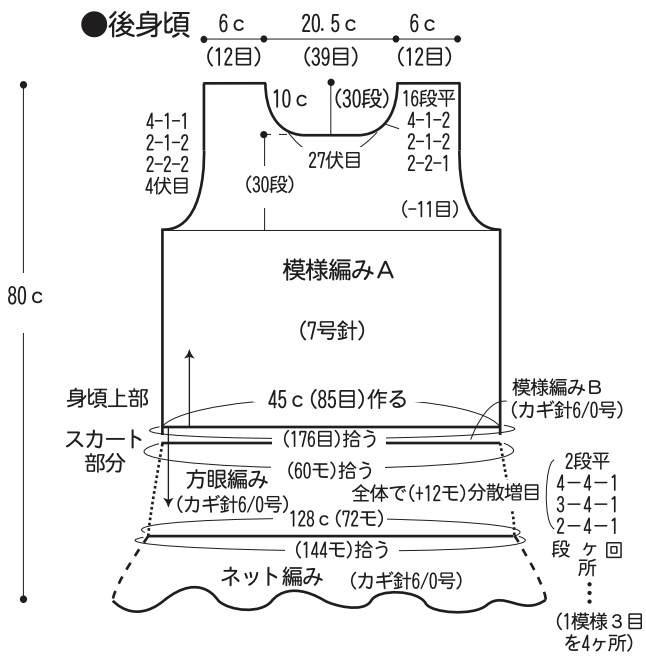 ●後身頃
6c 20.5c 6c
(12目) (39目) (12目)
10c (30段)
16段平
4-1-2
2-1-2
2-2-1
4-1-1
2-1-2
2-2-2
4伏目
27伏目
(30段)
(-11目)
模様編みA
80c
(7号針)
身頃上部
45c(85目)作る
模様編みB
(カギ針6/0号)
スカート
部分
(176目)拾う
(60モ)拾う
方眼編み
(カギ針6/0号)
全体で(+12モ)分散増目
2段平
4-4-1
3-4-1
2-4-1
段 ヶ 回
所
128c(72モ)
(144モ)拾う
ネット編み (カギ針6/0号)
(1模様3目
を4ヶ所)